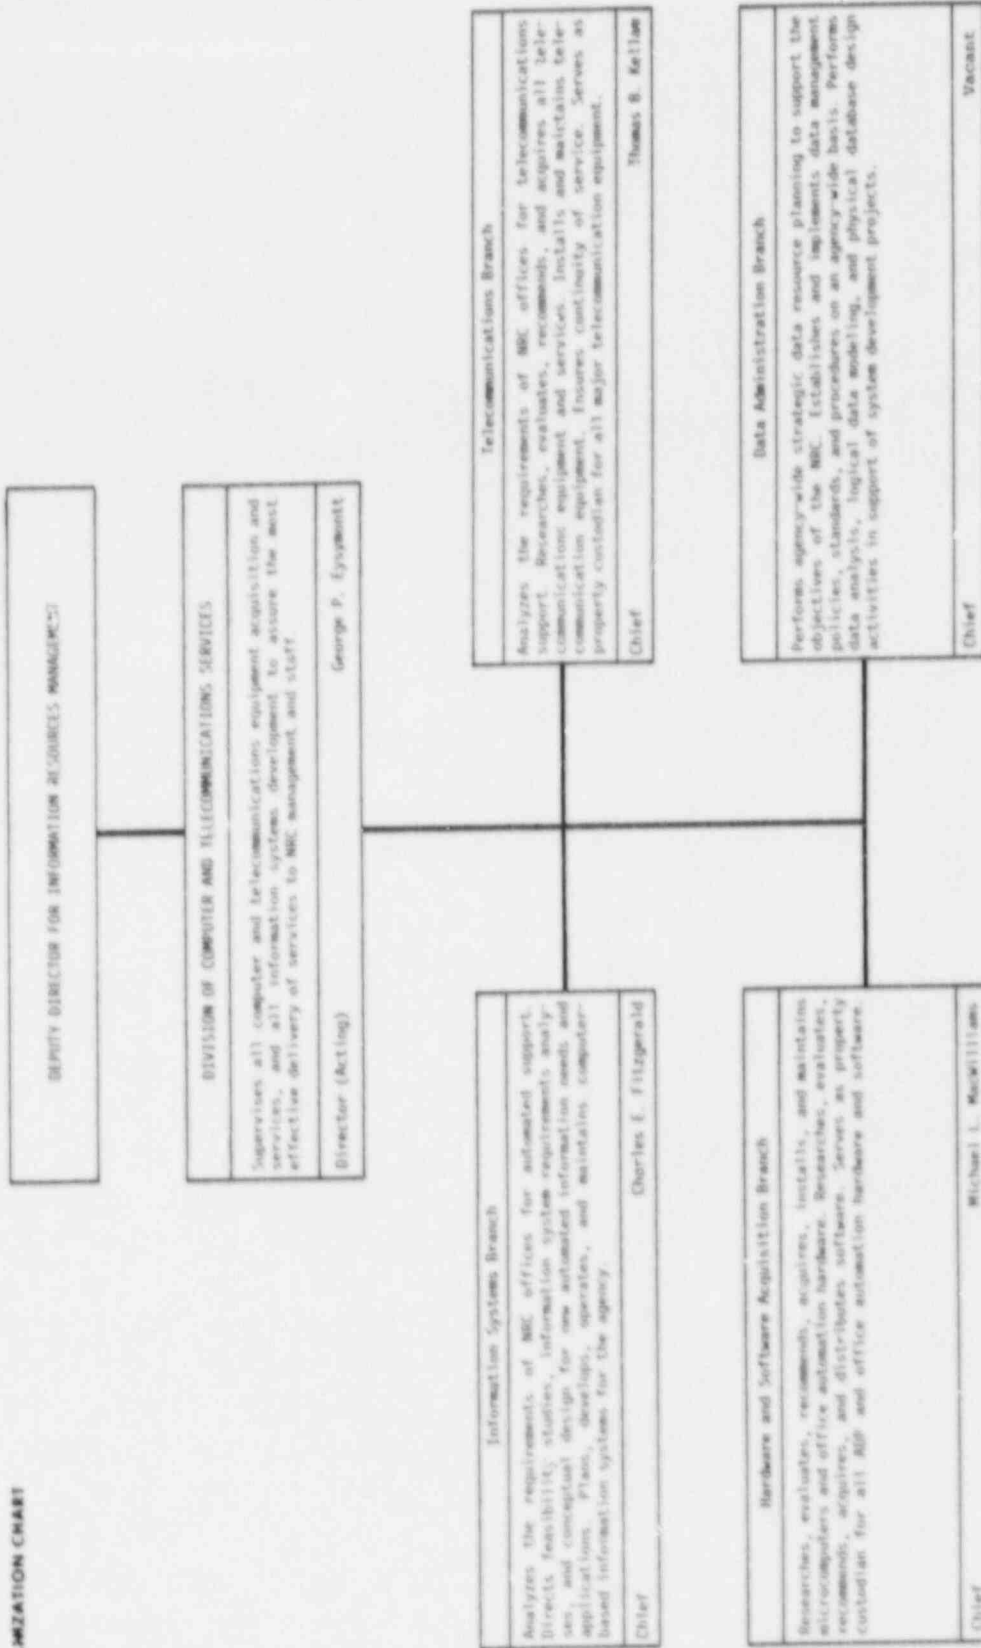 NIZATION CHART
DEPUTY DIRECTOR FOR INFORMATION RESOURCES MANAGEMENT
DIVISION OF COMPUTER AND TELECOMMUNICATIONS SERVICES
Supervises all computer and telecommunications equipment acquisition and
services, and all information systems development to assure the most
effective delivery of services to NRC management and staff
Director (Acting) George P. Eysymontt
Information Systems Branch
Analyzes the requirements of NRC offices for automated support.
Directs feasibility studies, information system requirements analy-
ses, and conceptual design for new automated information needs and
applications. Plans, develops, operates, and maintains computer-
based information systems for the agency.
Chief Charles E. Fitzgerald
Telecommunications Branch
Analyzes the requirements of NRC offices for telecommunications
support. Researches, evaluates, recommends, and acquires all tele-
communications equipment and services. Installs and maintains tele-
communication equipment. Ensures continuity of service. Serves as
property custodian for all major telecommunication equipment.
Chief Thomas B. Kellam
Hardware and Software Acquisition Branch
Researches, evaluates, recommends, acquires, installs, and maintains
microcomputers and office automation hardware. Researches, evaluates,
recommends, acquires, and distributes software. Serves as property
custodian for all ADP and office automation hardware and software.
Chief Michael L. MacWilliams
Data Administration Branch
Performs agency-wide strategic data resource planning to support the
objectives of the NRC. Establishes and implements data management
policies, standards, and procedures on an agency-wide basis. Performs
data analysis, logical data modeling, and physical database design
activities in support of system development projects.
Chief Vacant